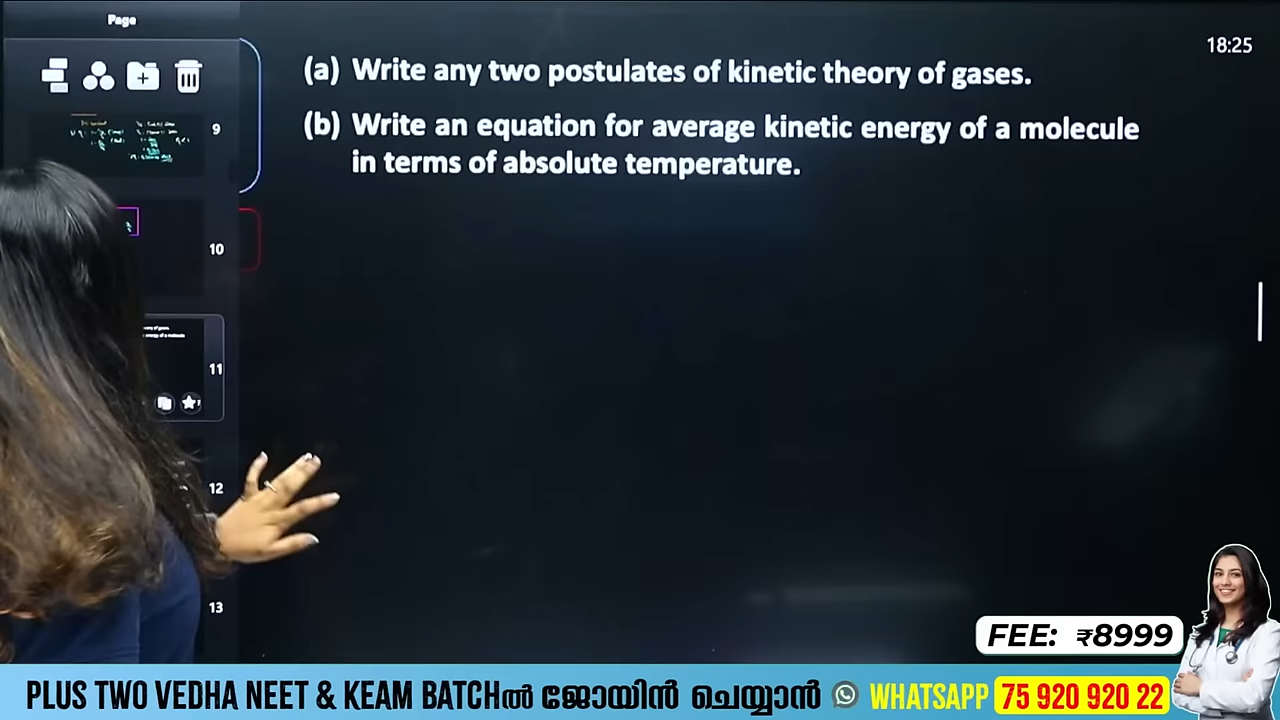 Page
18:25
(a) Write any two postulates of kinetic theory of gases.
(b) Write an equation for average kinetic energy of a molecule
in terms of absolute temperature.
9
10
11
12
13
FEE: ₹8999
PLUS TWO VEDHA NEET & KEAM BATCHൽ ജോയിൻ ചെയ്യാൻ WHATSAPP 75 920 920 22